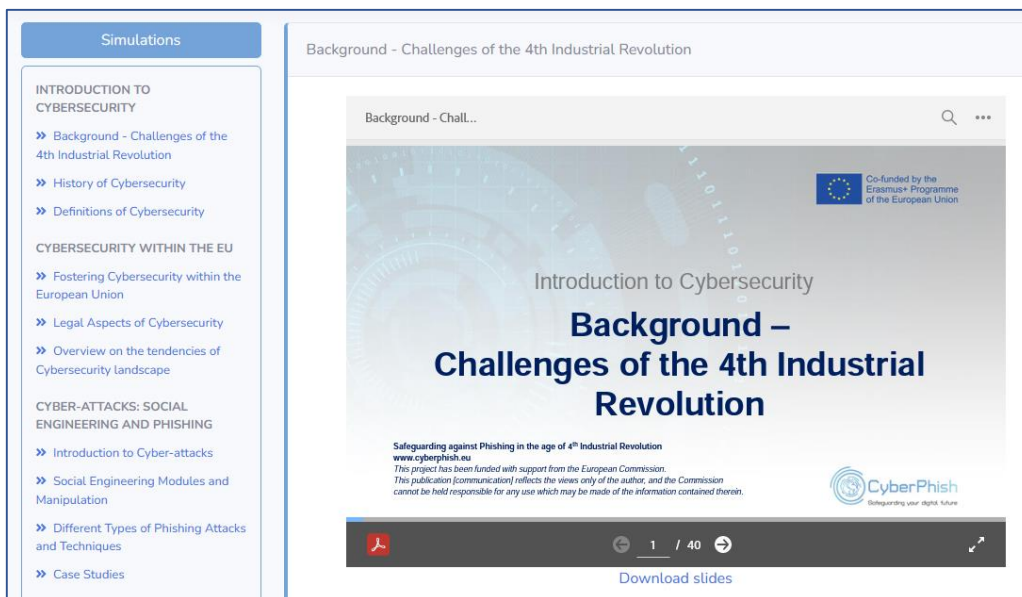 Simulations
INTRODUCTION TO
CYBERSECURITY
» Background - Challenges of the
4th Industrial Revolution
» History of Cybersecurity
» Definitions of Cybersecurity
CYBERSECURITY WITHIN THE EU
» Fostering Cybersecurity within the
European Union
» Legal Aspects of Cybersecurity
» Overview on the tendencies of
Cybersecurity landscape
CYBER-ATTACKS: SOCIAL
ENGINEERING AND PHISHING
» Introduction to Cyber-attacks
» Social Engineering Modules and
Manipulation
» Different Types of Phishing Attacks
and Techniques
» Case Studies
Background - Challenges of the 4th Industrial Revolution
Background - Chall...
Co-funded by the
Erasmus+ Programme
of the European Union
Introduction to Cybersecurity
Background –
Challenges of the 4th Industrial
Revolution
Safeguarding against Phishing in the age of 4th Industrial Revolution
www.cyberphish.eu
This project has been funded with support from the European Commission.
This publication [communication] reflects the views only of the author, and the Commission
cannot be held responsible for any use which may be made of the information contained therein.
CyberPhish
Safeguarding your digital future
1 / 40
Download slides